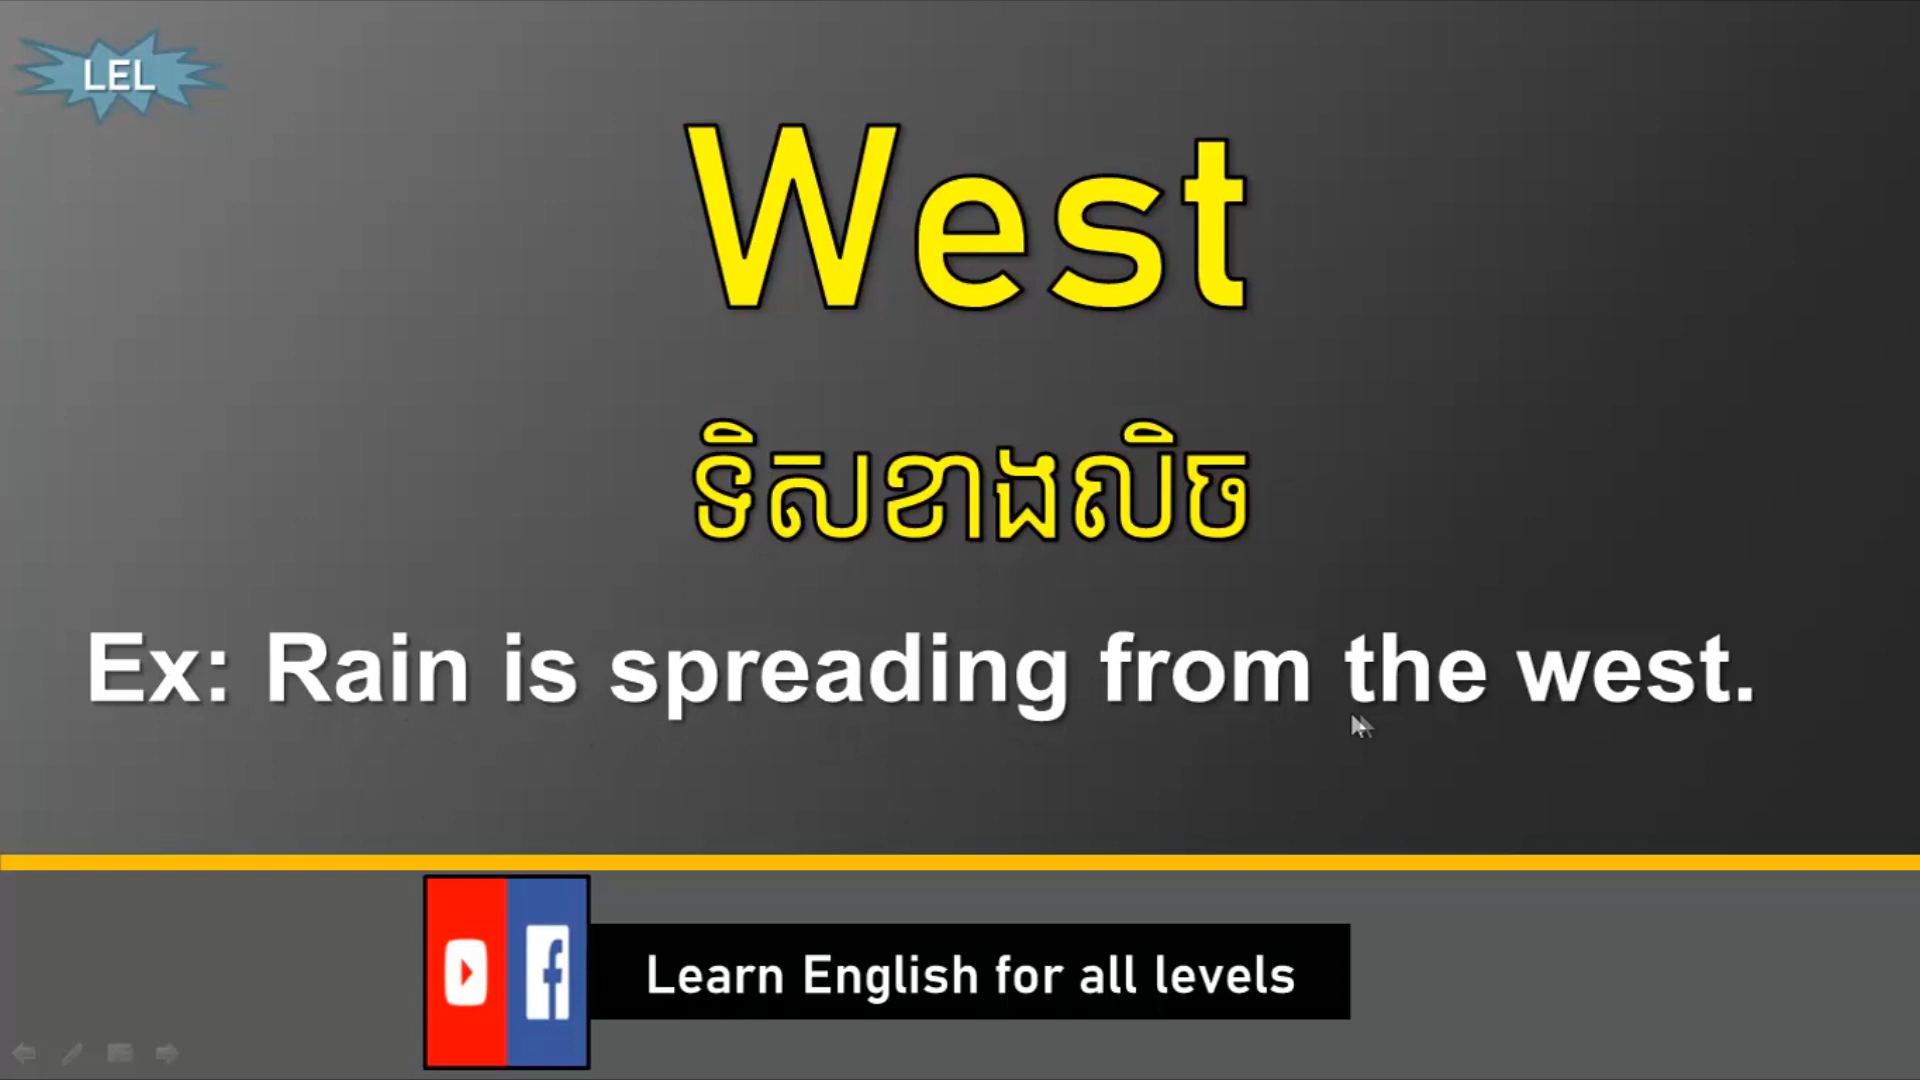 LEL
West
ទិសខាងលិច
Ex: Rain is spreading from the west.
Learn English for all levels